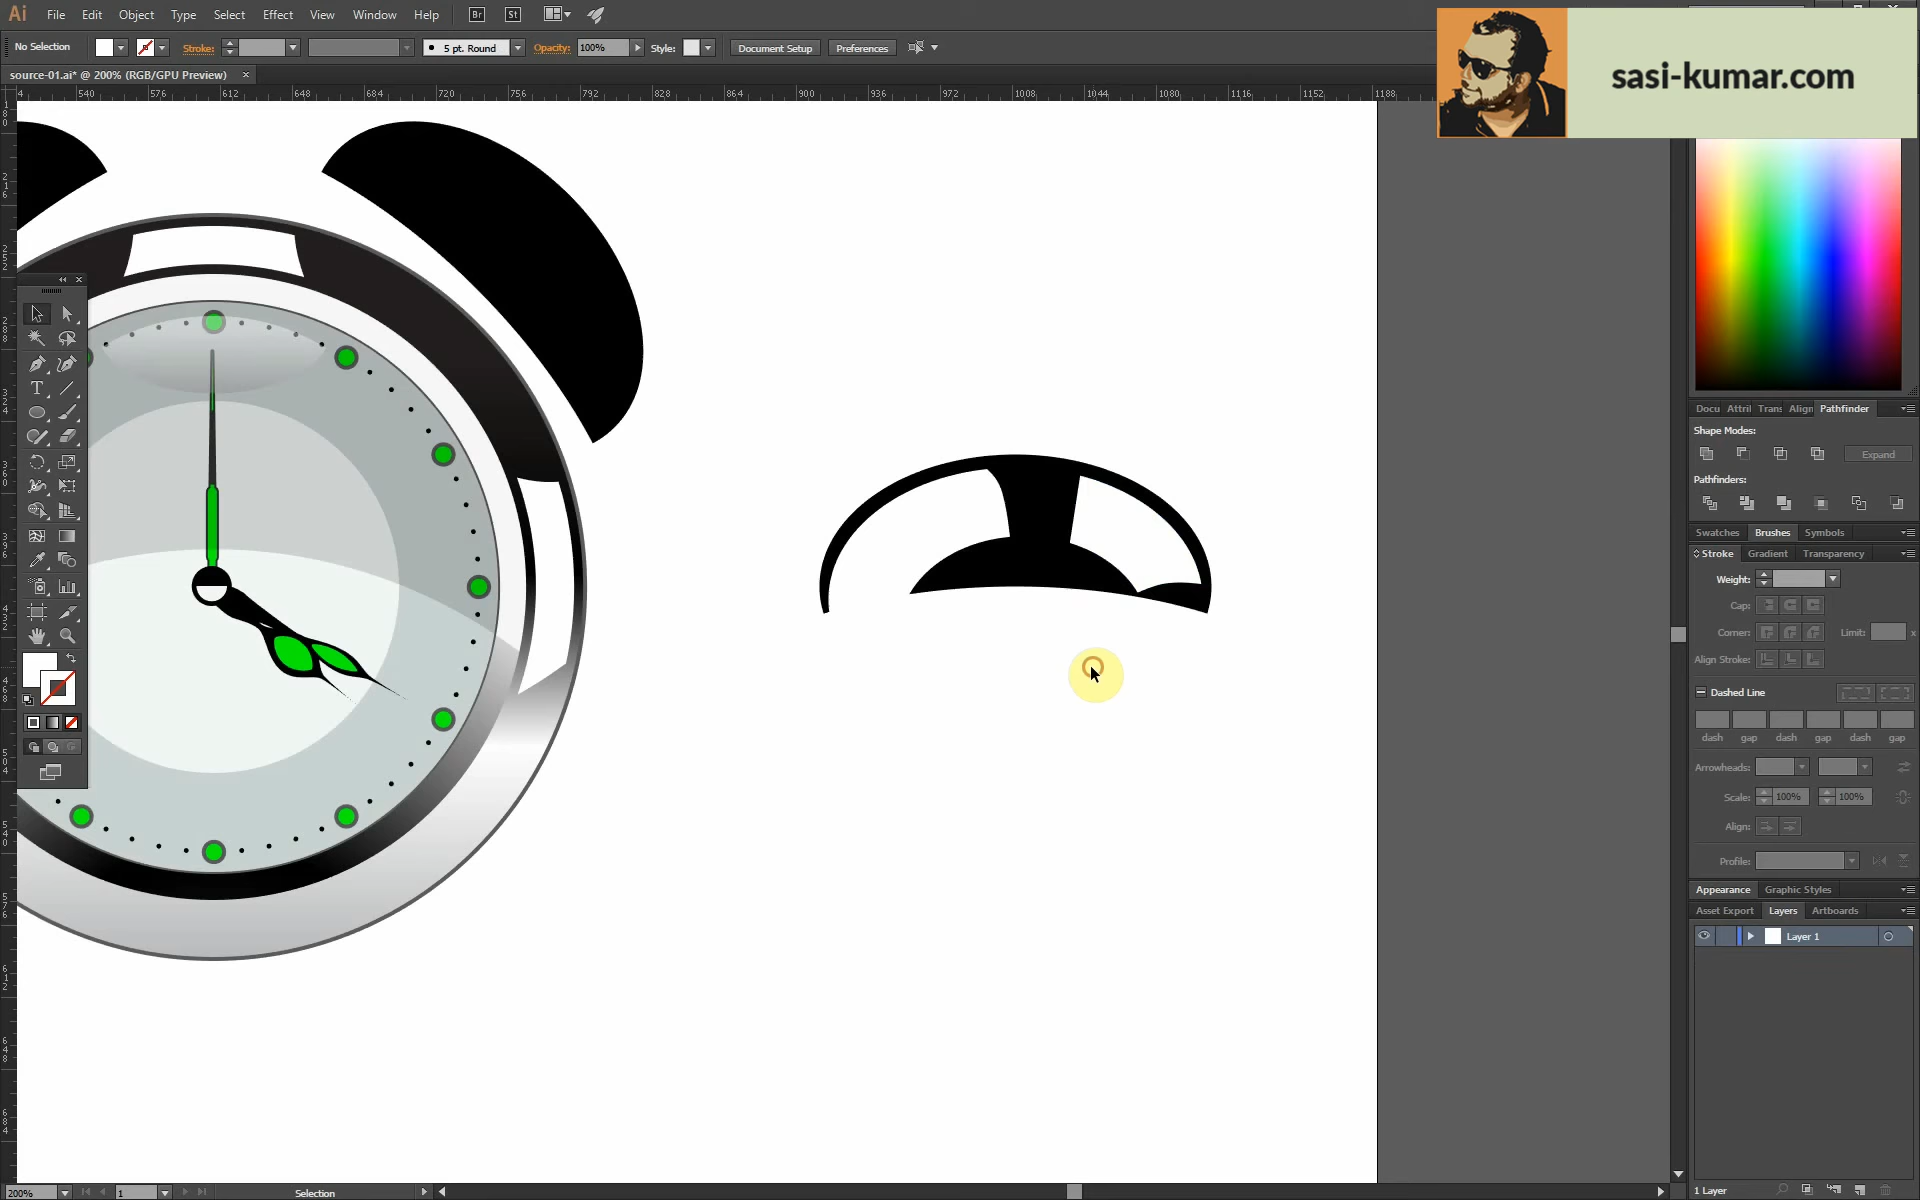 Ai File Edit Object Type Select Effect View Window Help Br St
sasi-kumar.com
No Selection Stroke: 5 pt. Round Opacity: 100% Style: Document Setup Preferences
source-01.ai* @ 200% (RGB/GPU Preview) ×
4 540 576 612 648 684 720 756 792 828 864 900 936 972 1008 1044 1080 1116 1152 1188
Docu Attri Trans Align Pathfinder
Shape Modes:
Expand
Pathfinders:
Swatches Brushes Symbols
Stroke Gradient Transparency
Weight:
Cap:
Corner: Limit: x
Align Stroke:
Dashed Line
dash gap dash gap dash gap
Arrowheads:
Scale: 100% 100%
Align:
Profile:
Appearance Graphic Styles
Asset Export Layers Artboards
Layer 1
1 Layer
200% 1 Selection